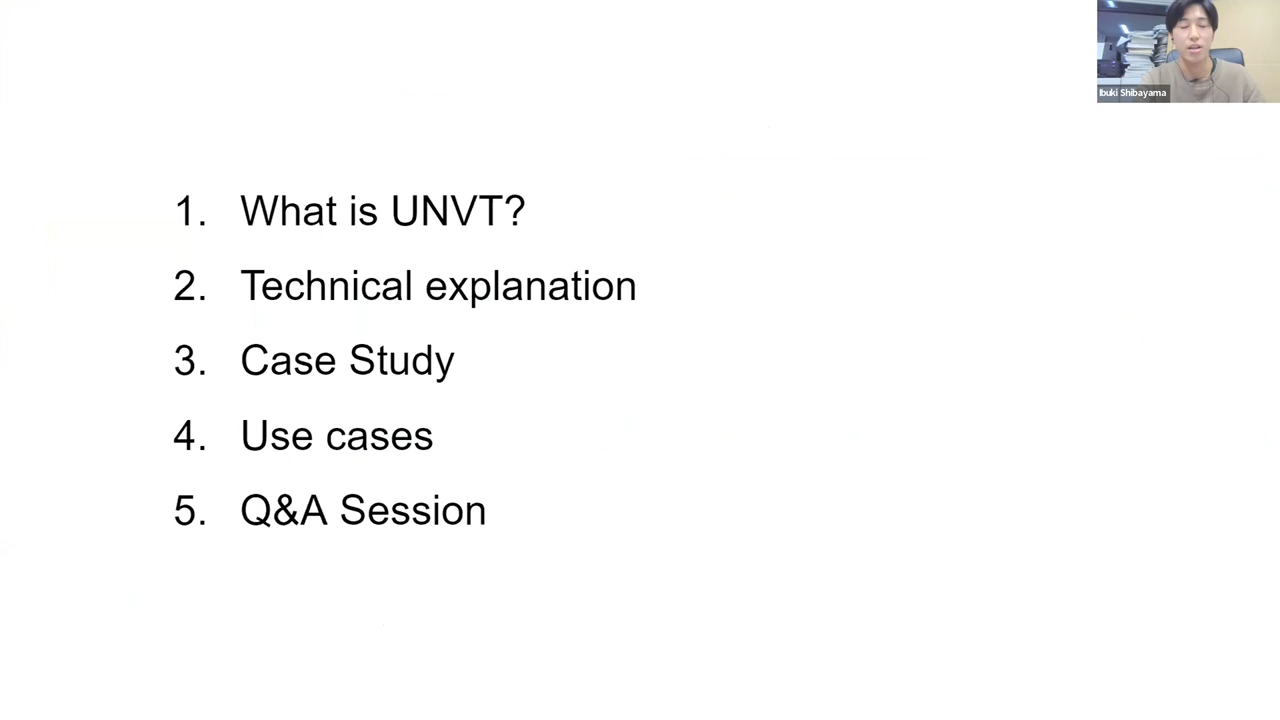 Ibuki Shibayama
1. What is UNVT?
2. Technical explanation
3. Case Study
4. Use cases
5. Q&A Session